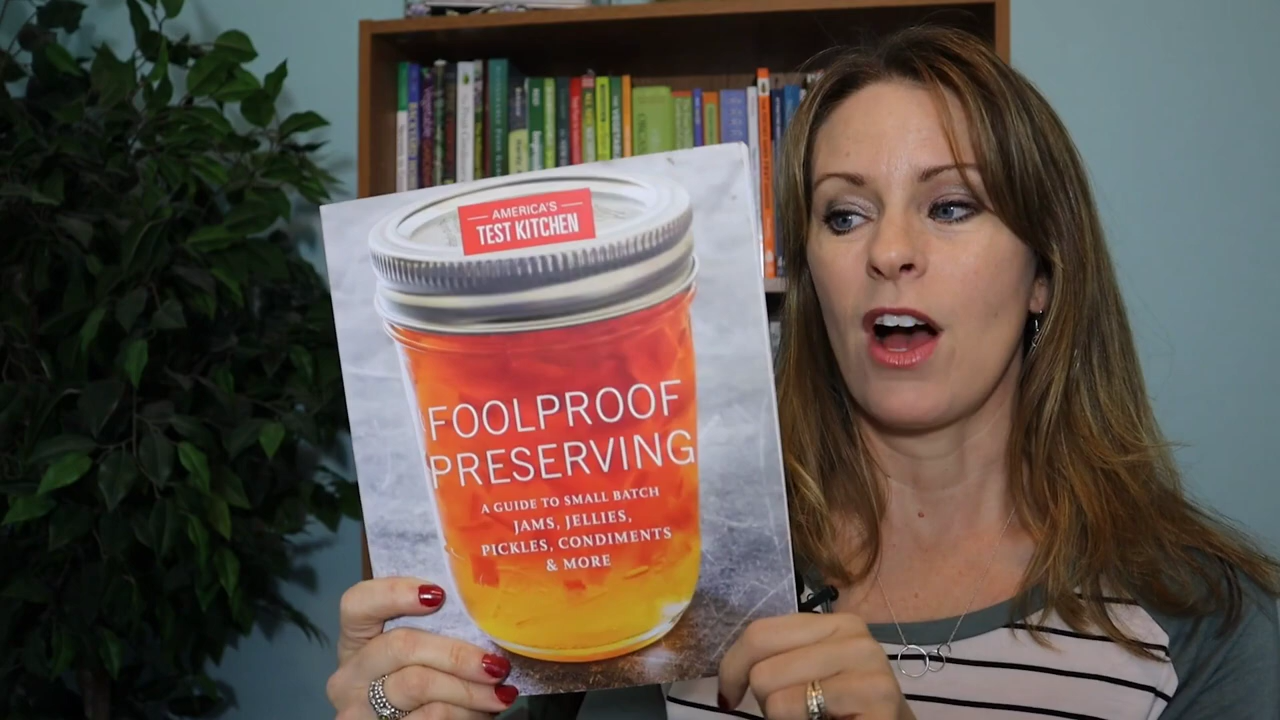 AMERICA'S
TEST KITCHEN
FOOLPROOF
PRESERVING
A GUIDE TO SMALL BATCH
JAMS, JELLIES,
PICKLES, CONDIMENTS
& MORE